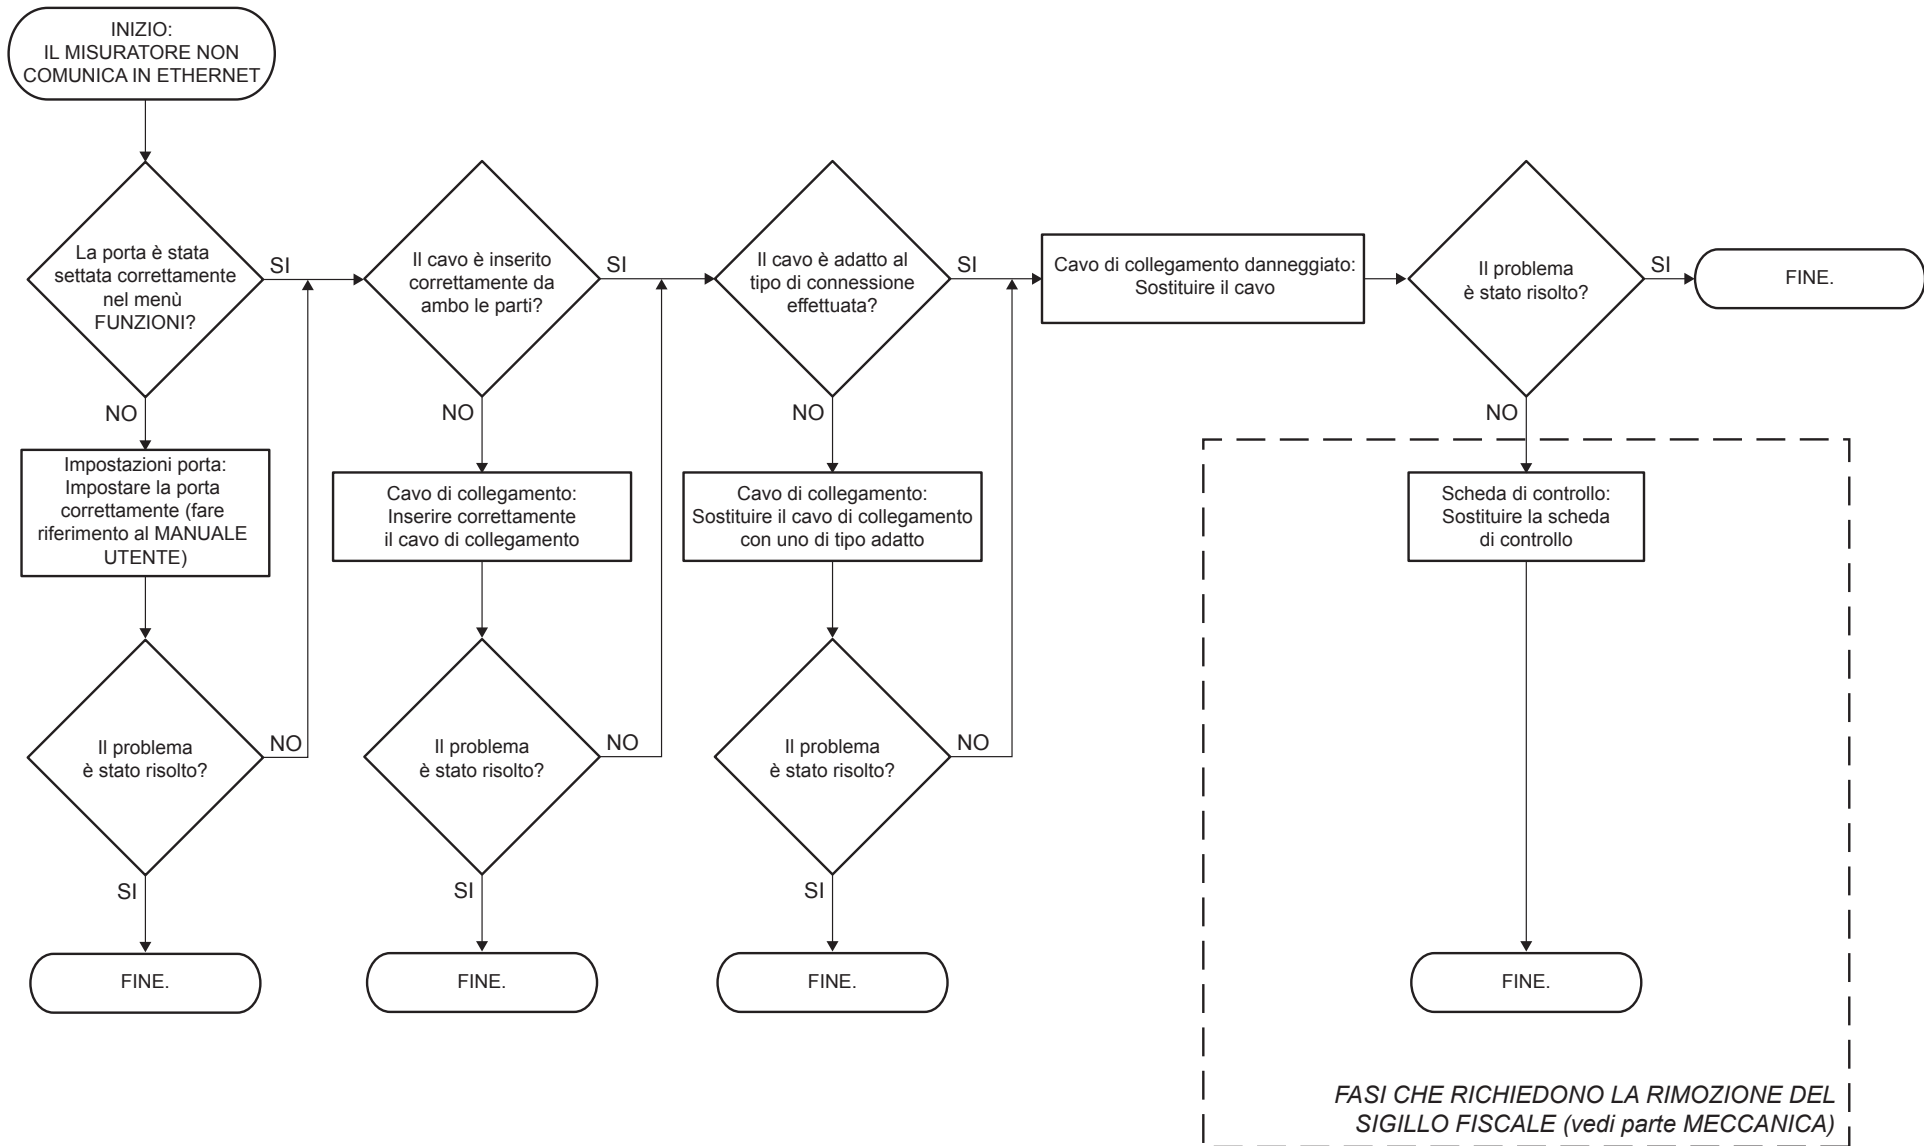 INIZIO:
IL MISURATORE NON
COMUNICA IN ETHERNET
La porta è stata
settata correttamente
nel menù
FUNZIONI?
SI
NO
Impostazioni porta:
Impostare la porta
correttamente (fare
riferimento al MANUALE
UTENTE)
Il problema
è stato risolto?
NO
SI
FINE.
Il cavo è inserito
correttamente da
ambo le parti?
SI
NO
Cavo di collegamento:
Inserire correttamente
il cavo di collegamento
Il problema
è stato risolto?
NO
SI
FINE.
Il cavo è adatto al
tipo di connessione
effettuata?
SI
NO
Cavo di collegamento:
Sostituire il cavo di collegamento
con uno di tipo adatto
Il problema
è stato risolto?
NO
SI
FINE.
Cavo di collegamento danneggiato:
Sostituire il cavo
Il problema
è stato risolto?
SI
FINE.
NO
Scheda di controllo:
Sostituire la scheda
di controllo
FINE.
FASI CHE RICHIEDONO LA RIMOZIONE DEL
SIGILLO FISCALE (vedi parte MECCANICA)